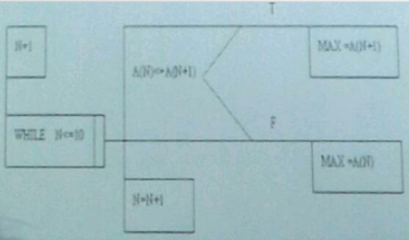 T
N=1
MAX =A(N+1)
A(N)<=A(N+1)
F
WHILE N<=10
MAX =A(N)
N=N+1